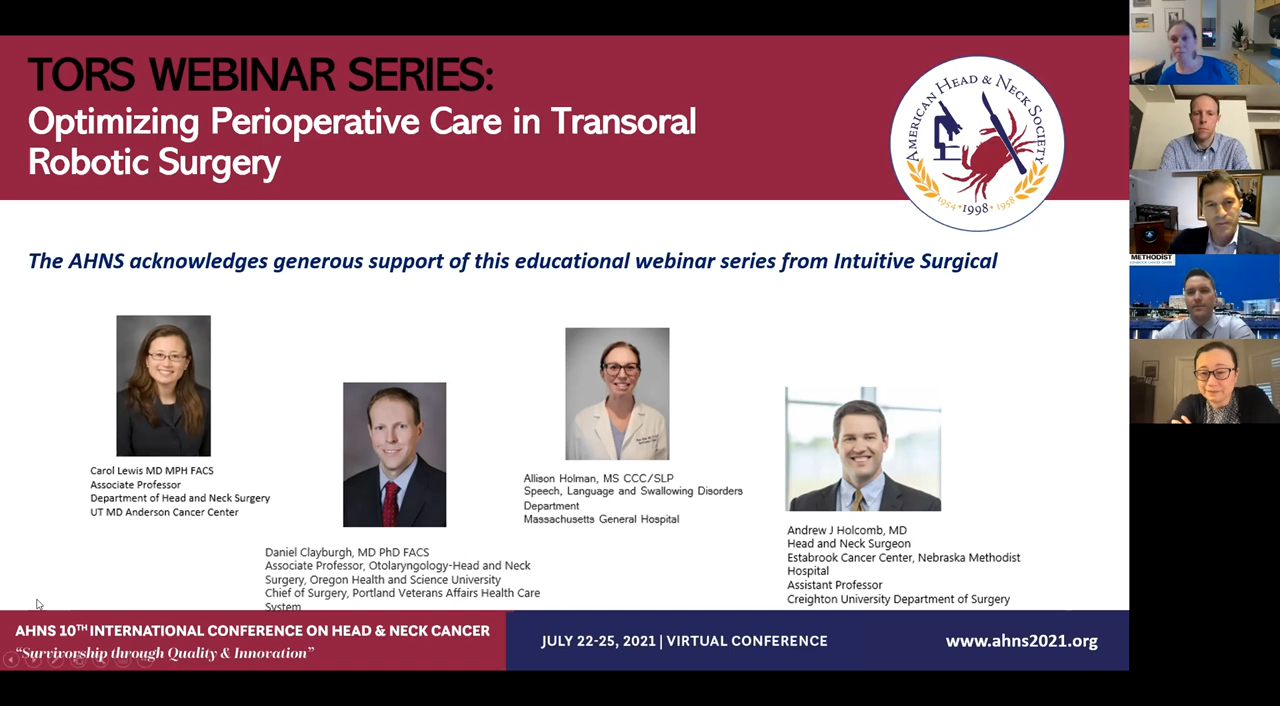 TORS WEBINAR SERIES:
Optimizing Perioperative Care in Transoral
Robotic Surgery
AMERICAN HEAD & NECK SOCIETY
1954 • 1998 • 1958
METHODIST
ESTABROOK CANCER CENTER
The AHNS acknowledges generous support of this educational webinar series from Intuitive Surgical
Carol Lewis MD MPH FACS
Associate Professor
Department of Head and Neck Surgery
UT MD Anderson Cancer Center
Daniel Clayburgh, MD PhD FACS
Associate Professor, Otolaryngology-Head and Neck
Surgery, Oregon Health and Science University
Chief of Surgery, Portland Veterans Affairs Health Care
System
Allison Holman, MS CCC/SLP
Speech, Language and Swallowing Disorders
Department
Massachusetts General Hospital
Andrew J Holcomb, MD
Head and Neck Surgeon
Estabrook Cancer Center, Nebraska Methodist
Hospital
Assistant Professor
Creighton University Department of Surgery
AHNS 10TH INTERNATIONAL CONFERENCE ON HEAD & NECK CANCER
"Survivorship through Quality & Innovation"
JULY 22-25, 2021 | VIRTUAL CONFERENCE
www.ahns2021.org